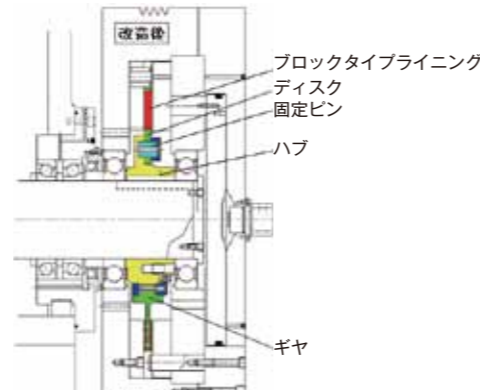 改造後
ブロックタイプライニング
ディスク
固定ピン
ハブ
ギヤ